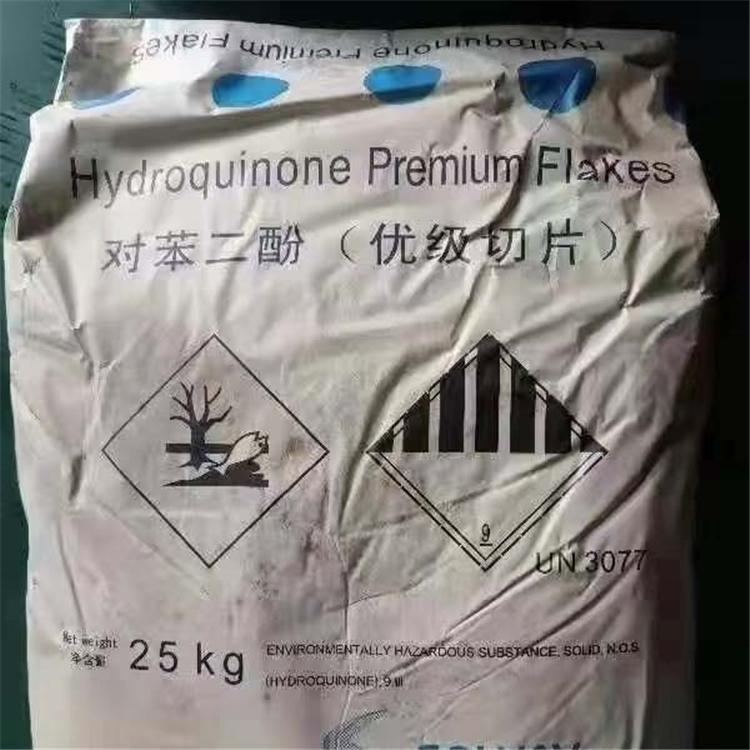 Hydroquinone Premium Flakes
Hydroquinone Premium Flakes
对苯二酚（优级切片）
9
UN 3077
Net weight
净含量
25 kg
ENVIRONMENTALLY HAZARDOUS SUBSTANCE, SOLID, N.O.S
(HYDROQUINONE),9,III
SOLVAY